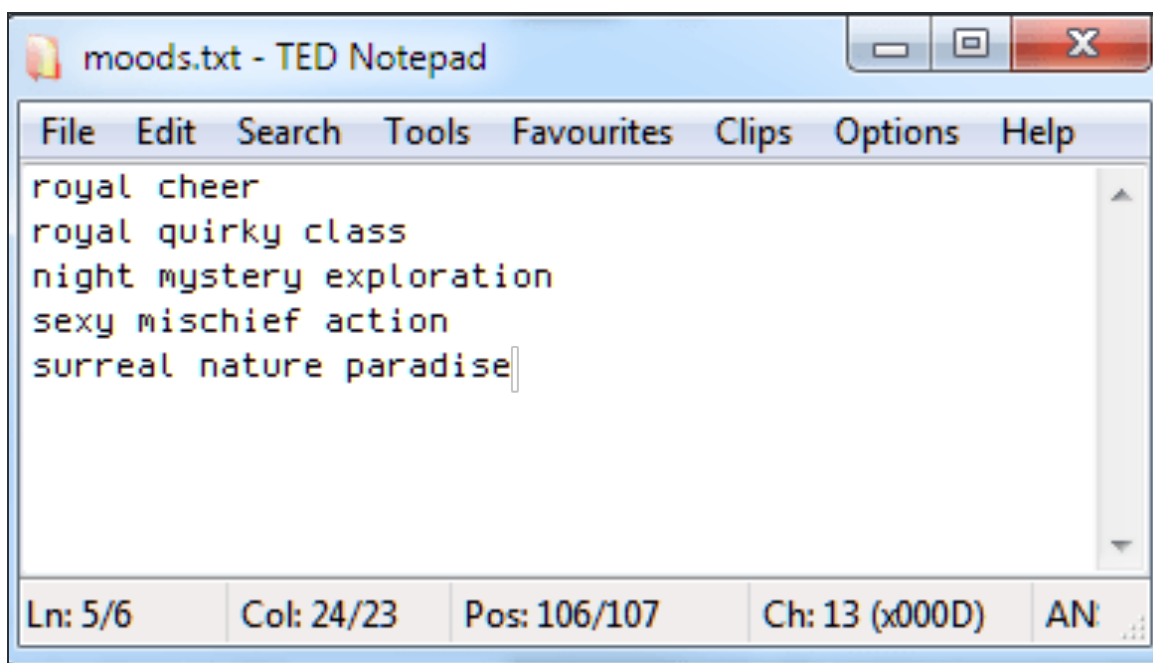 moods.txt - TED Notepad
File Edit Search Tools Favourites Clips Options Help
royal cheer
royal quirky class
night mystery exploration
sexy mischief action
surreal nature paradise
Ln: 5/6 Col: 24/23 Pos: 106/107 Ch: 13 (x000D) AN